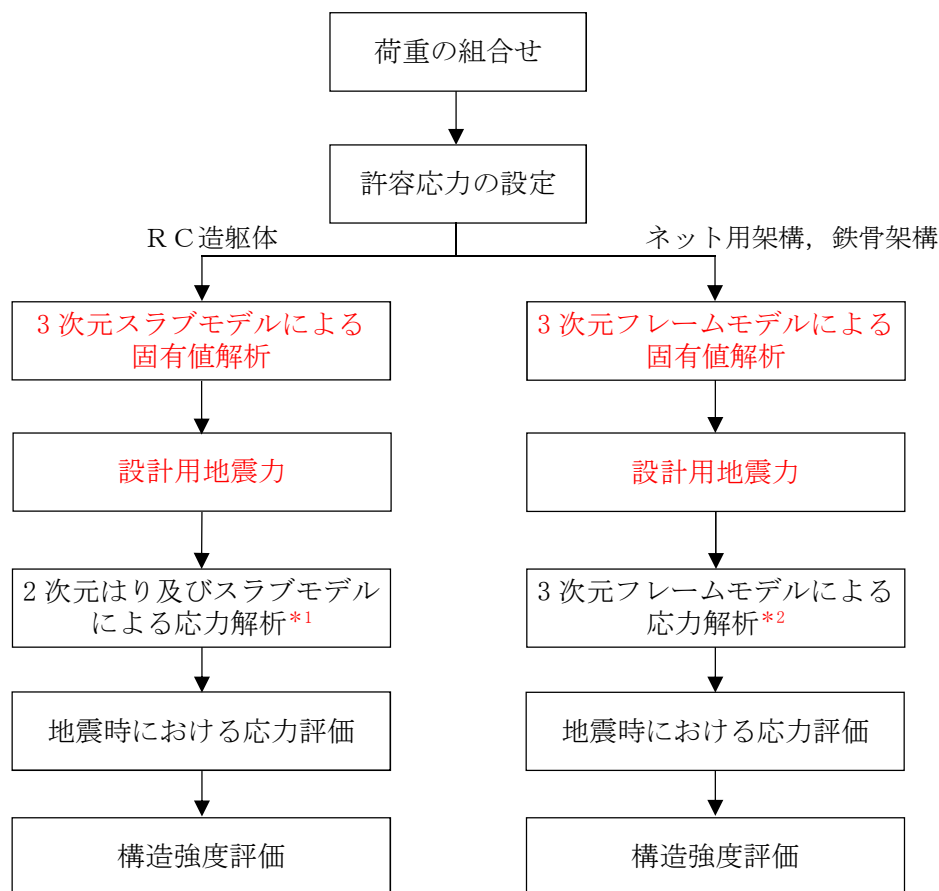 荷重の組合せ
許容応力の設定
ＲＣ造躯体
ネット用架構，鉄骨架構
3 次元スラブモデルによる
固有値解析
3 次元フレームモデルによる
固有値解析
設計用地震力
設計用地震力
2 次元はり及びスラブモデル
による応力解析*1
3 次元フレームモデルによる
応力解析*2
地震時における応力評価
地震時における応力評価
構造強度評価
構造強度評価